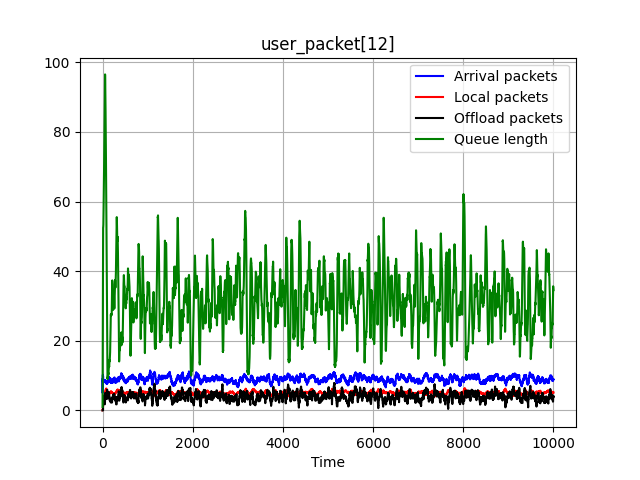 user_packet[12]
100
80
60
40
20
0
Arrival packets
Local packets
Offload packets
Queue length
0 2000 4000 6000 8000 10000
Time